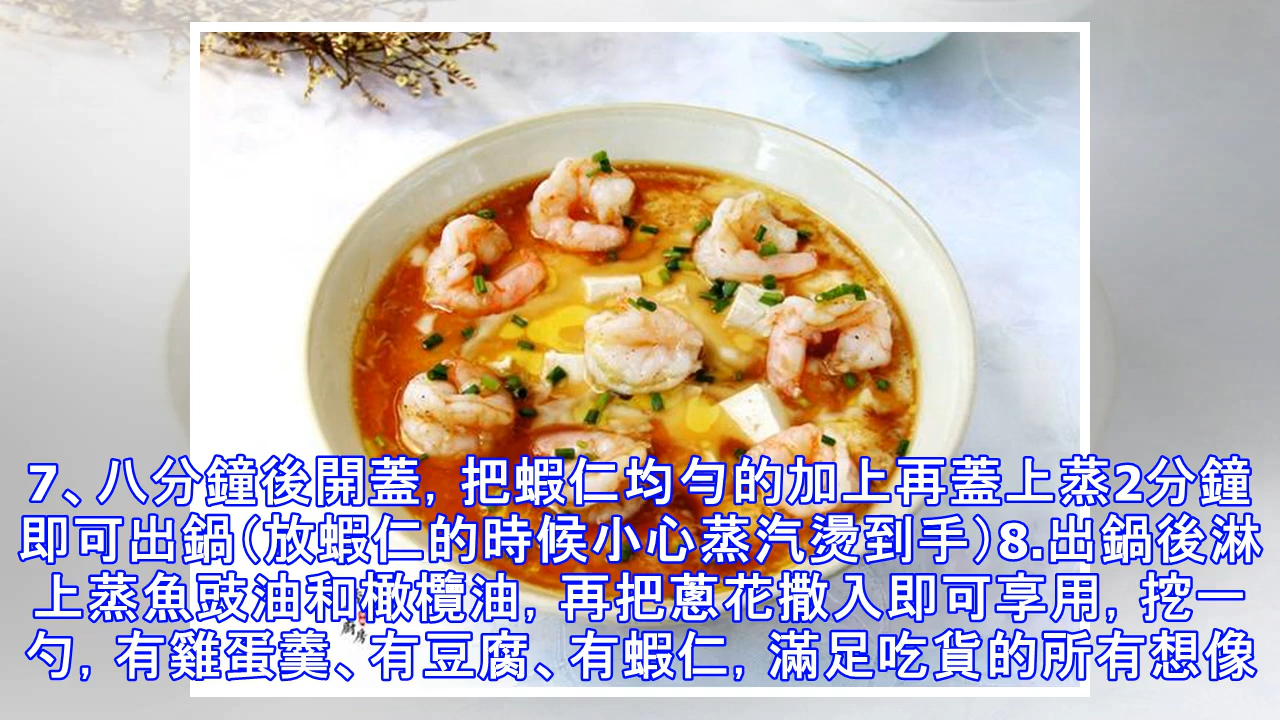 7、八分鐘後開蓋, 把蝦仁均勻的加上再蓋上蒸2分鐘
即可出鍋(放蝦仁的時候小心蒸汽燙到手)8.出鍋後淋
上蒸魚豉油和橄欖油, 再把蔥花撒入即可享用, 挖一
勺, 有雞蛋羹、有豆腐、有蝦仁, 滿足吃貨的所有想像
廚房